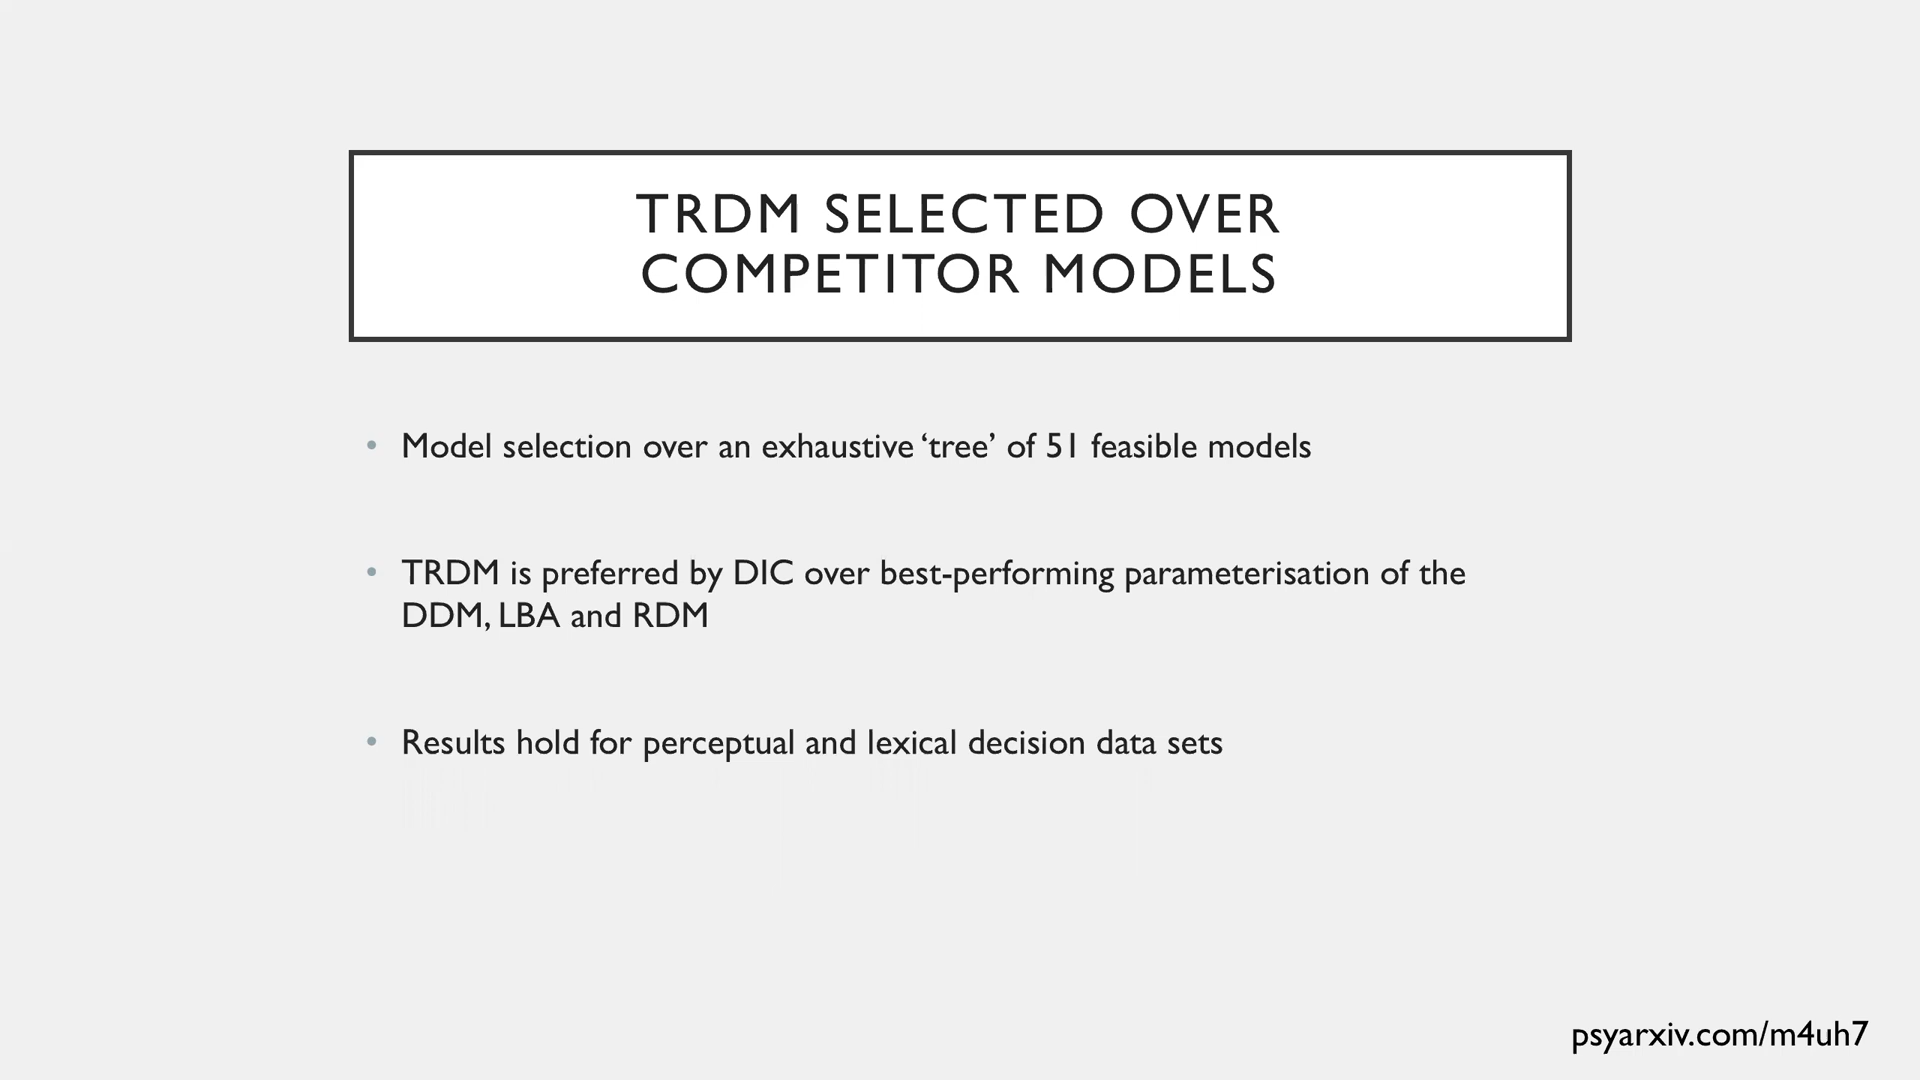 TRDM SELECTED OVER
COMPETITOR MODELS
• Model selection over an exhaustive ‘tree’ of 51 feasible models
• TRDM is preferred by DIC over best-performing parameterisation of the
DDM, LBA and RDM
• Results hold for perceptual and lexical decision data sets
psyarxiv.com/m4uh7